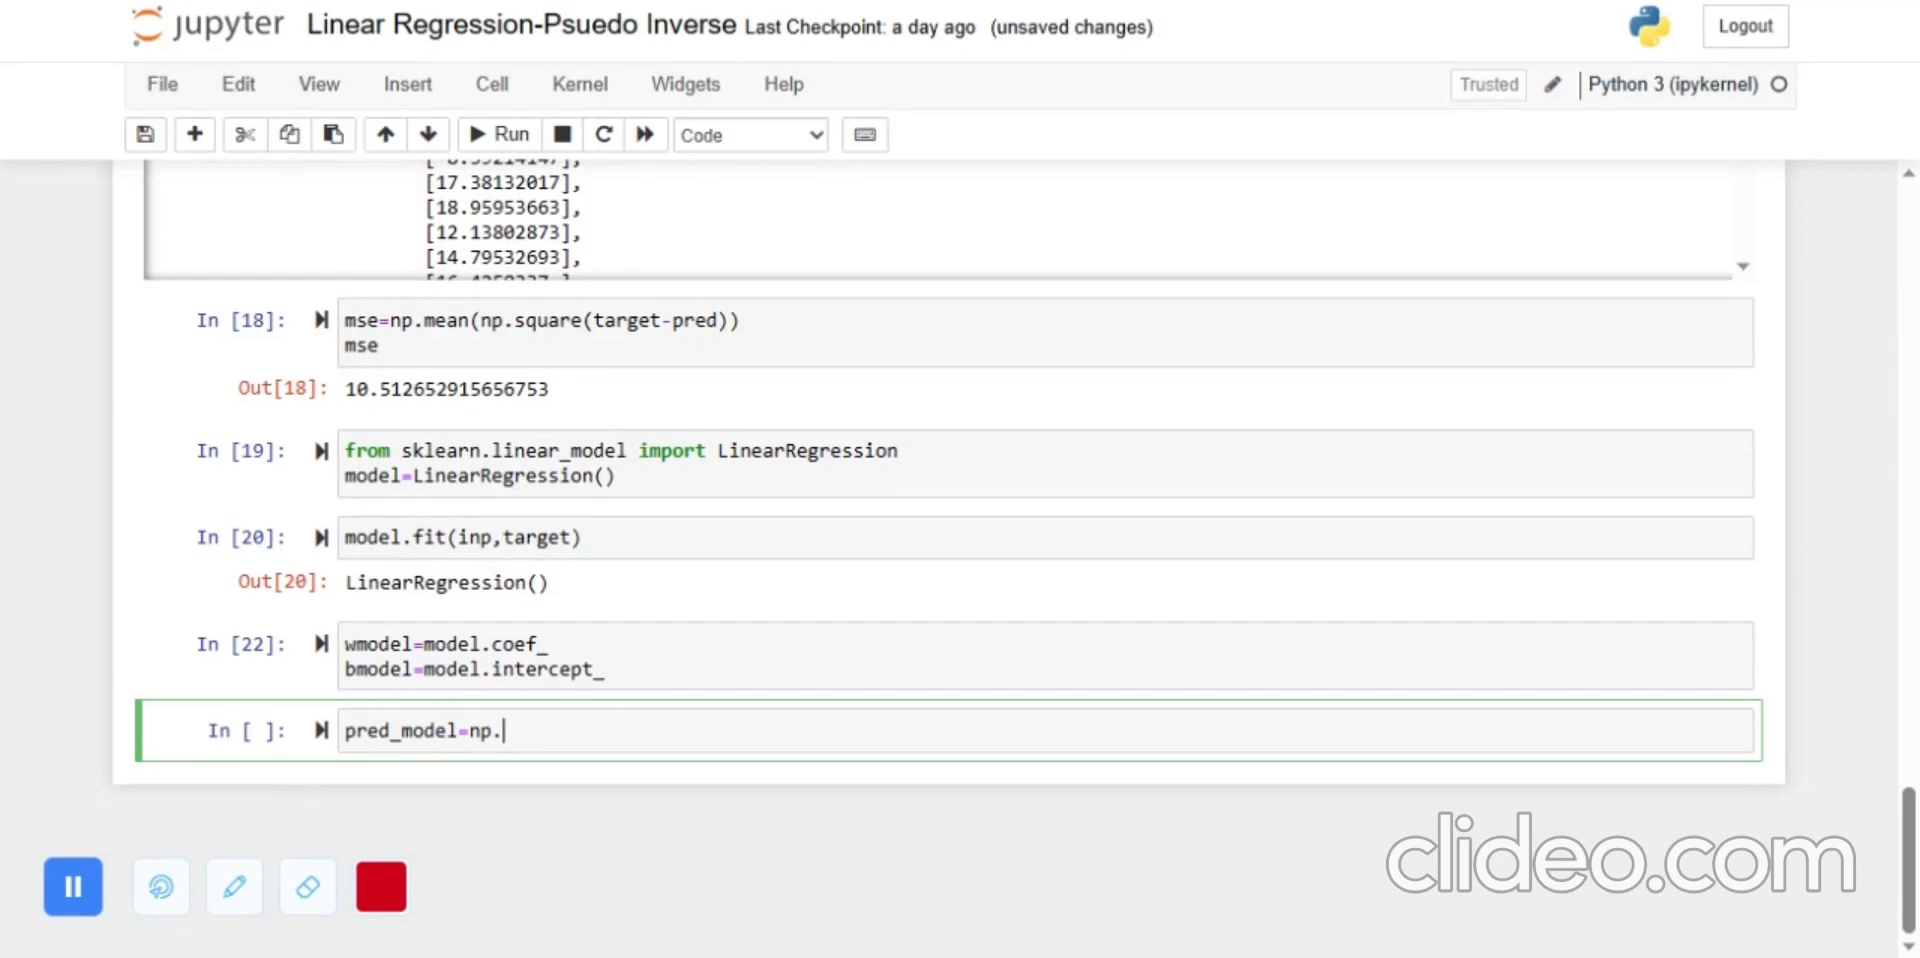 jupyter Linear Regression-Psuedo Inverse Last Checkpoint: a day ago (unsaved changes)
Logout
File Edit View Insert Cell Kernel Widgets Help
Trusted Python 3 (ipykernel)
Run Code
[17.38132017],
[18.95953663],
[12.13802873],
[14.79532693],
In [18]: mse=np.mean(np.square(target-pred))
mse
Out[18]: 10.512652915656753
In [19]: from sklearn.linear_model import LinearRegression
model=LinearRegression()
In [20]: model.fit(inp,target)
Out[20]: LinearRegression()
In [22]: wmodel=model.coef_
bmodel=model.intercept_
In [ ]: pred_model=np.
clideo.com